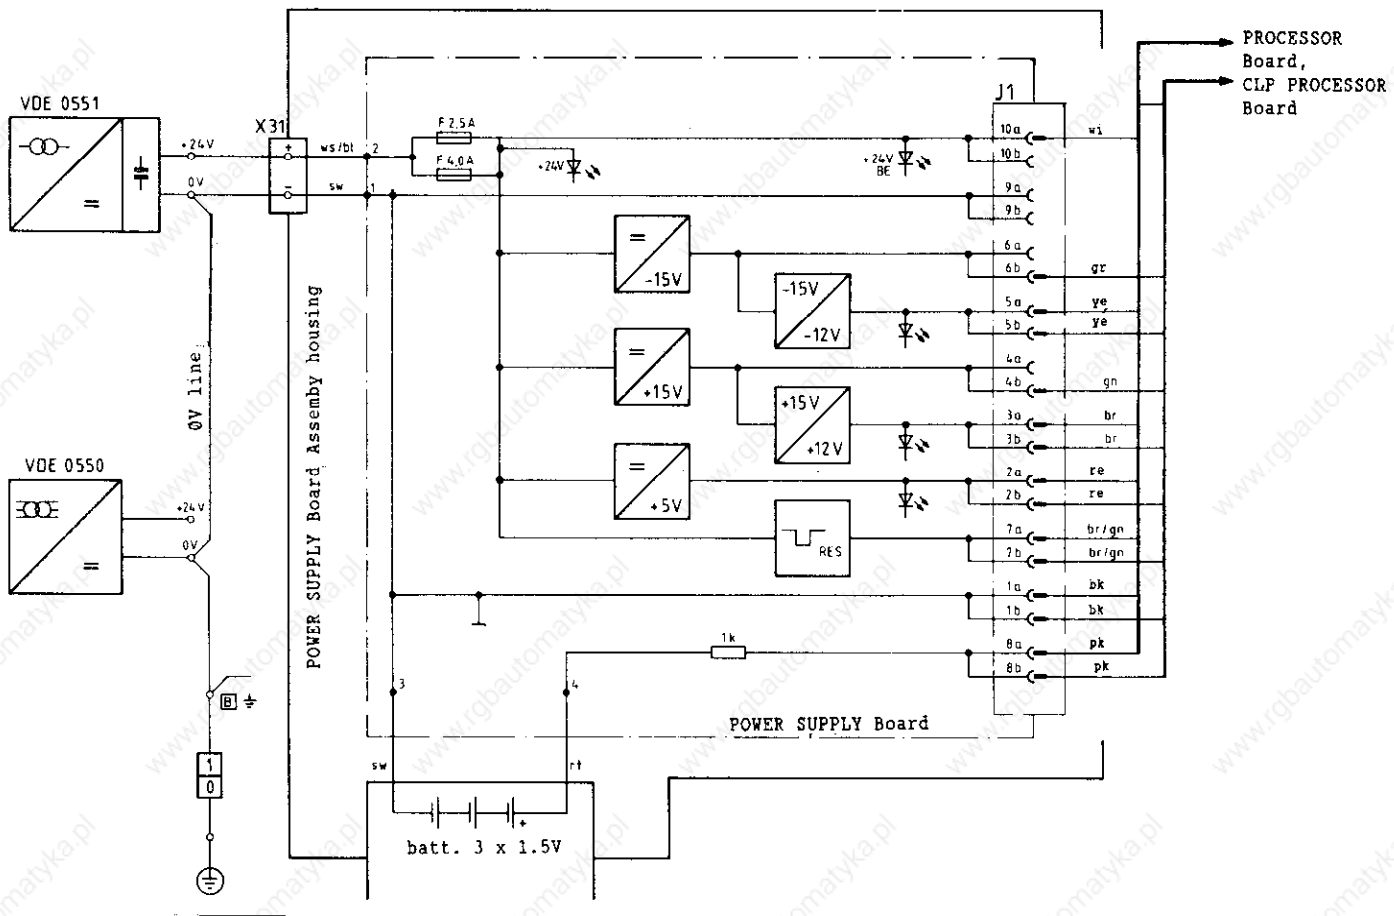 PROCESSOR
Board,
CLP PROCESSOR
Board
VDE 0551
X31
J1
+24V
+
ws/bl
2
F 2,5A
F 4,0A
+24V
+24V
BE
10a
wi
10b
0V
-
sw
1
9a
9b
=
=
-15V
6a
6b
gr
-15V
-12V
5a
ye
5b
ye
=
+15V
4a
4b
gn
+15V
+12V
3a
br
3b
br
=
+5V
2a
re
2b
re
RES
7a
br/gn
2b
br/gn
1a
bk
1b
bk
1k
8a
pk
8b
pk
0V line
POWER SUPPLY Board Assemby housing
VDE 0550
+24V
0V
=
3
4
B
POWER SUPPLY Board
1
0
sw
rt
+
batt. 3 x 1.5V
www.rgbautomatyka.pl